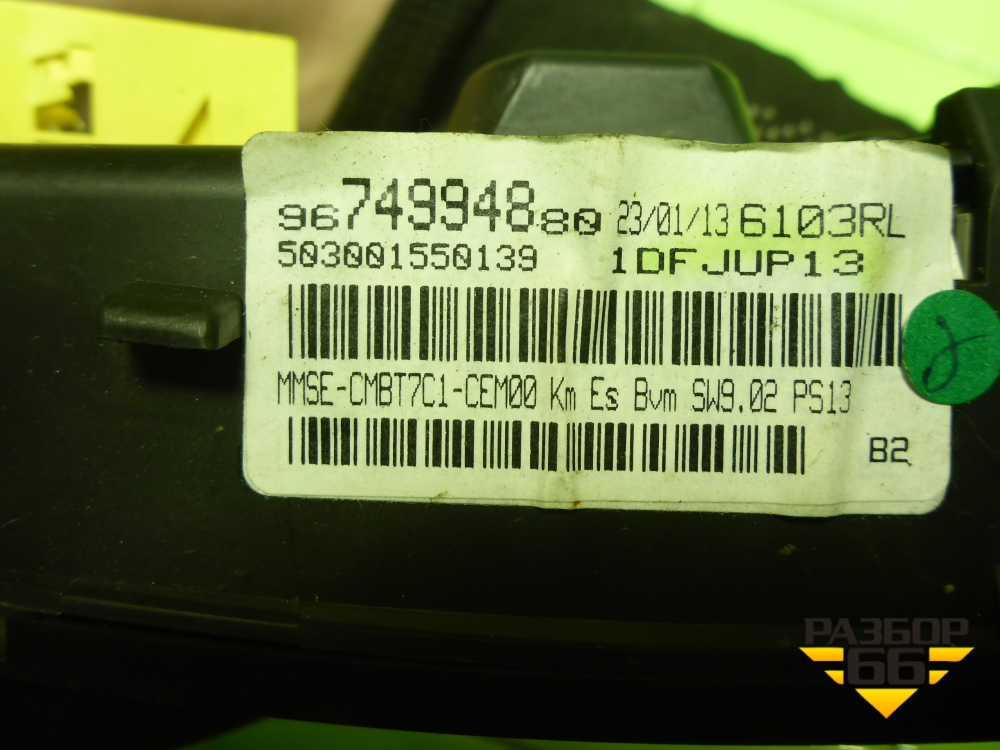 9674994880 23/01/13 6103RL
503001550139 1DFJUP13
MMSE-CMBT7C1-CEM00 Km Es Bvm SW9.02 PS13
B2
РАЗБОР
66